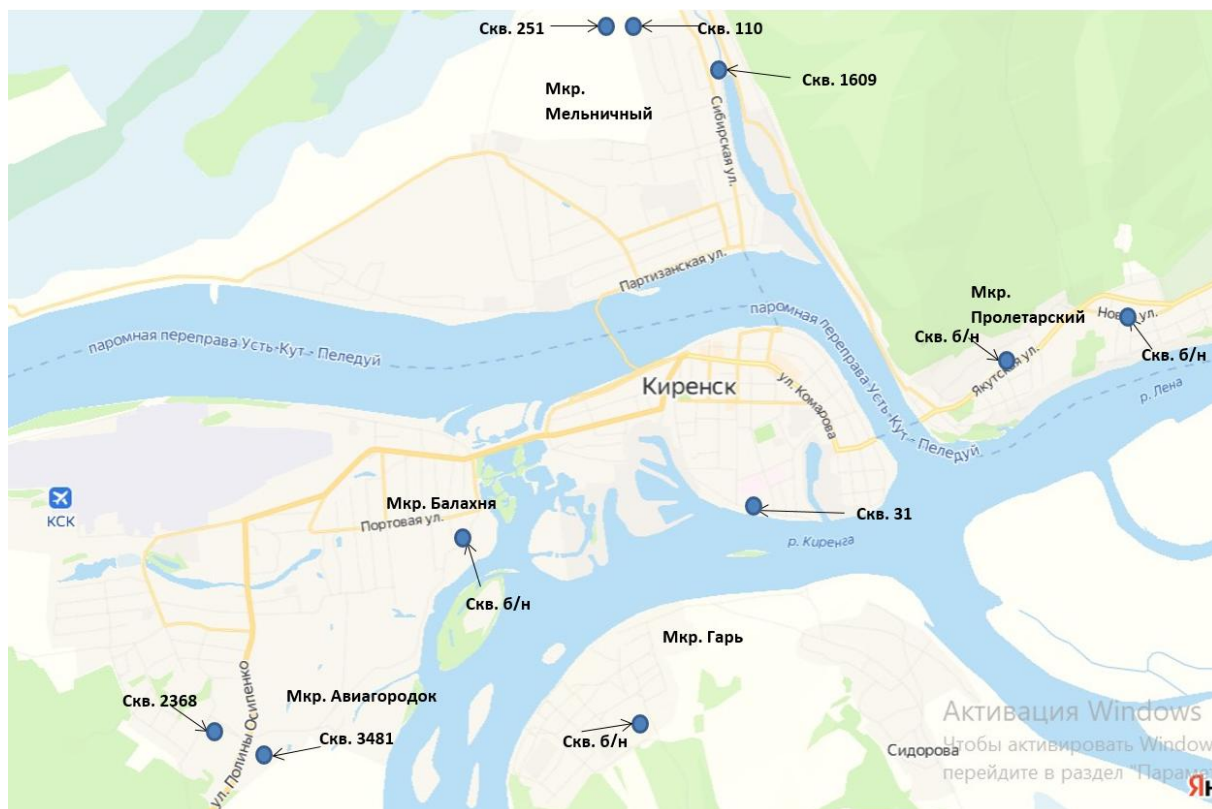 Скв. 251
Скв. 110
Скв. 1609
Мкр.
Мельничный
Сибирская ул.
Партизанская ул.
паромная переправа Усть-Кут - Пеледуй
паромная переправа Усть-Кут - Пеледуй
Мкр.
Пролетарский
Скв. б/н
Скв. б/н
Якутская ул.
р. Лена
Киренск
ул. Комарова
КСК
Мкр. Балахня
Портовая ул.
Скв. 31
р. Киренга
Скв. б/н
Мкр. Гарь
Мкр. Авиагородок
ул. Полины Осипенко
Скв. 2368
Скв. 3481
Скв. б/н
Сидорова
Активация Windows
Чтобы активировать Window
перейдите в раздел "Парам
Ян